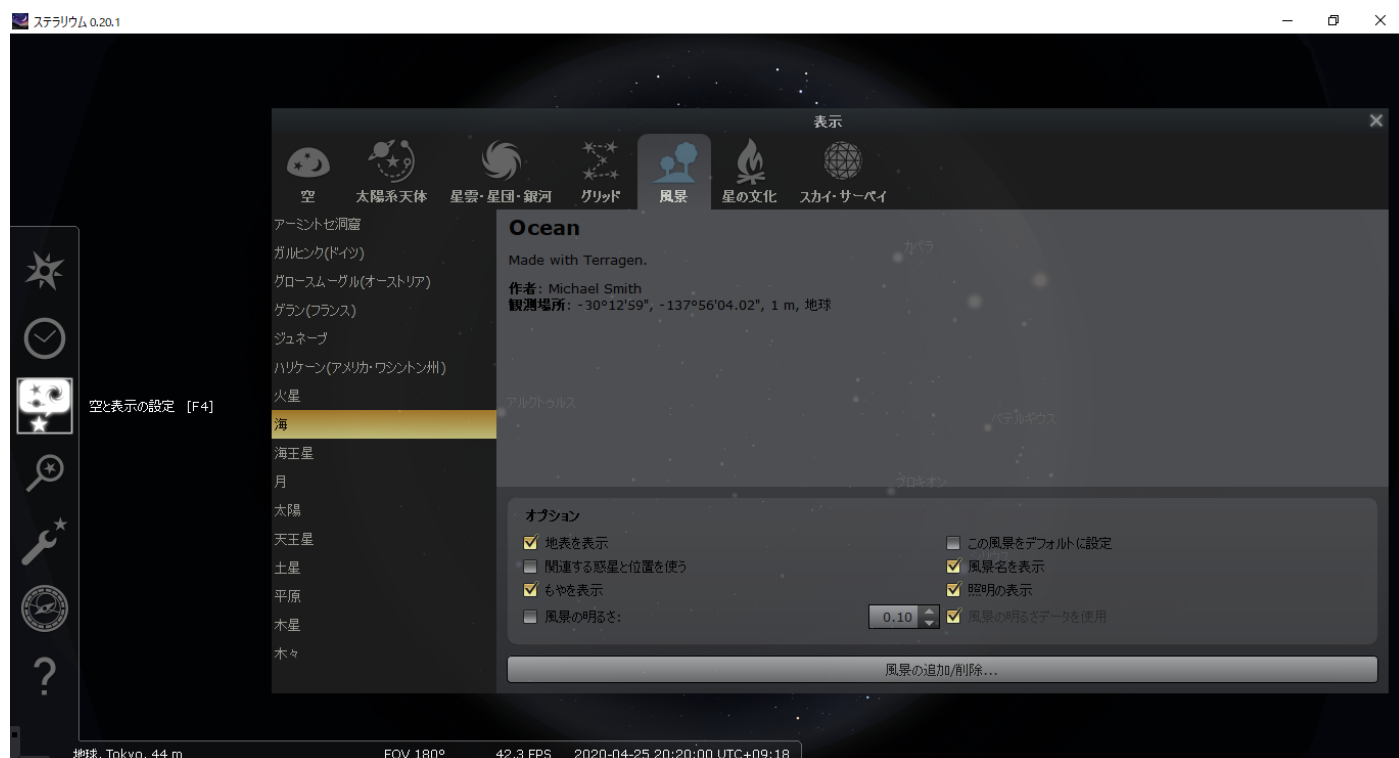 ステラリウム 0.20.1
表示
空
太陽系天体
星雲・星団・銀河
グリッド
風景
星の文化
スカイ・サーベイ
アーミントセ洞窟
ガルヒンク(ドイツ)
グロースムーグル(オーストリア)
ゲラン(フランス)
ジュネーブ
ハリケーン(アメリカ・ワシントン州)
火星
海
海王星
月
太陽
天王星
土星
平原
木星
木々
空と表示の設定 [F4]
Ocean
Made with Terragen.
作者: Michael Smith
観測場所: -30°12'59", -137°56'04.02", 1 m, 地球
カペラ
アルクトゥルス
ベテルギウス
プロキオン
オプション
地表を表示
この風景をデフォルトに設定
関連する惑星と位置を使う
風景名を表示
もやを表示
照明の表示
風景の明るさ: 0.10
風景の明るさデータを使用
風景の追加/削除...
地球, Tokyo, 44 m FOV 180° 42.3 FPS 2020-04-25 20:20:00 UTC+09:18